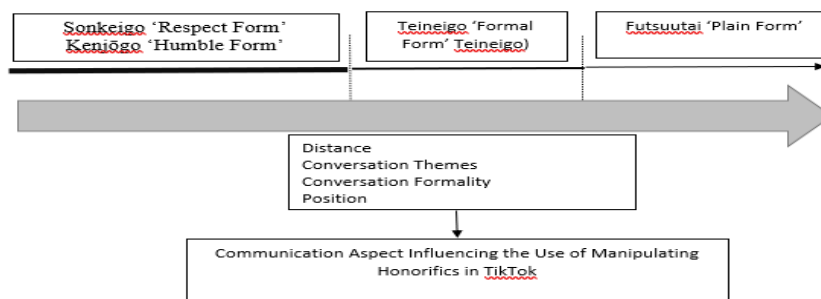 Sonkeigo ‘Respect Form’
Kenjōgo ‘Humble Form’
Teineigo ‘Formal
Form’ Teineigo)
Futsuutai ‘Plain Form’
Distance
Conversation Themes
Conversation Formality
Position
Communication Aspect Influencing the Use of Manipulating
Honorifics in TikTok